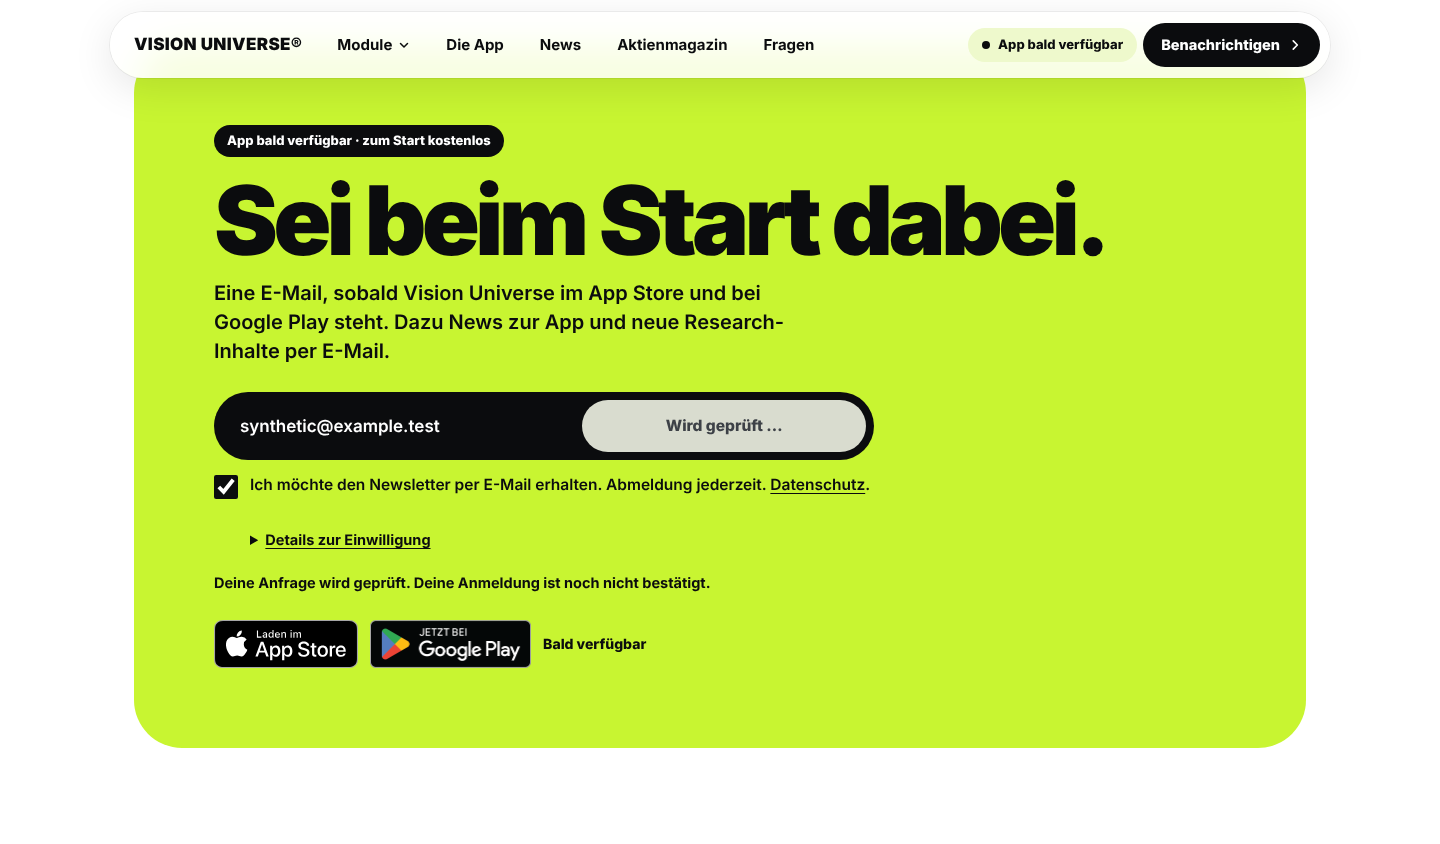 VISION UNIVERSE®
Module
Die App
News
Aktienmagazin
Fragen
App bald verfügbar
Benachrichtigen
App bald verfügbar · zum Start kostenlos
Sei beim Start dabei.
Eine E-Mail, sobald Vision Universe im App Store und bei
Google Play steht. Dazu News zur App und neue Research-
Inhalte per E-Mail.
synthetic@example.test
Wird geprüft …
Ich möchte den Newsletter per E-Mail erhalten. Abmeldung jederzeit. Datenschutz.
Details zur Einwilligung
Deine Anfrage wird geprüft. Deine Anmeldung ist noch nicht bestätigt.
Laden im
App Store
JETZT BEI
Google Play
Bald verfügbar